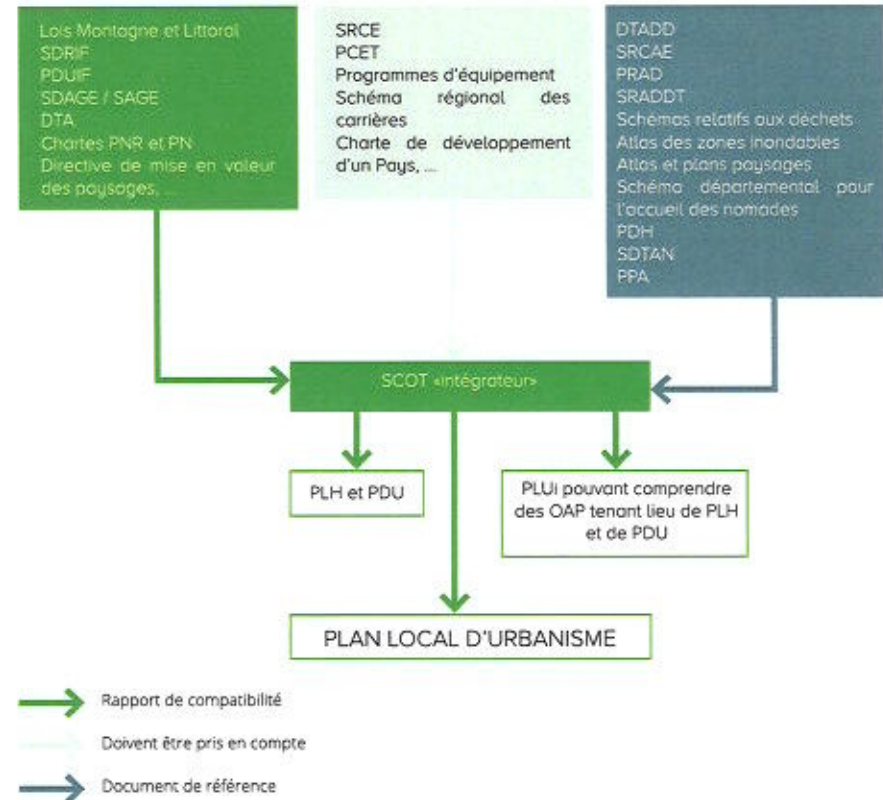 Lois Montagne et Littoral
SDRIF
PDUIF
SDAGE / SAGE
DTA
Chartes PNR et PN
Directive de mise en valeur
des paysages, ...
SRCE
PCET
Programmes d'équipement
Schéma régional des
carrières
Charte de développement
d'un Pays, ...
DTADD
SRCAE
PRAD
SRADDT
Schémas relatifs aux déchets
Atlas des zones inondables
Atlas et plans paysages
Schéma départemental pour
l'accueil des nomades
PDH
SDTAN
PPA
SCOT «intégrateur»
PLH et PDU
PLUi pouvant comprendre
des OAP tenant lieu de PLH
et de PDU
PLAN LOCAL D'URBANISME
Rapport de compatibilité
Doivent être pris en compte
Document de référence